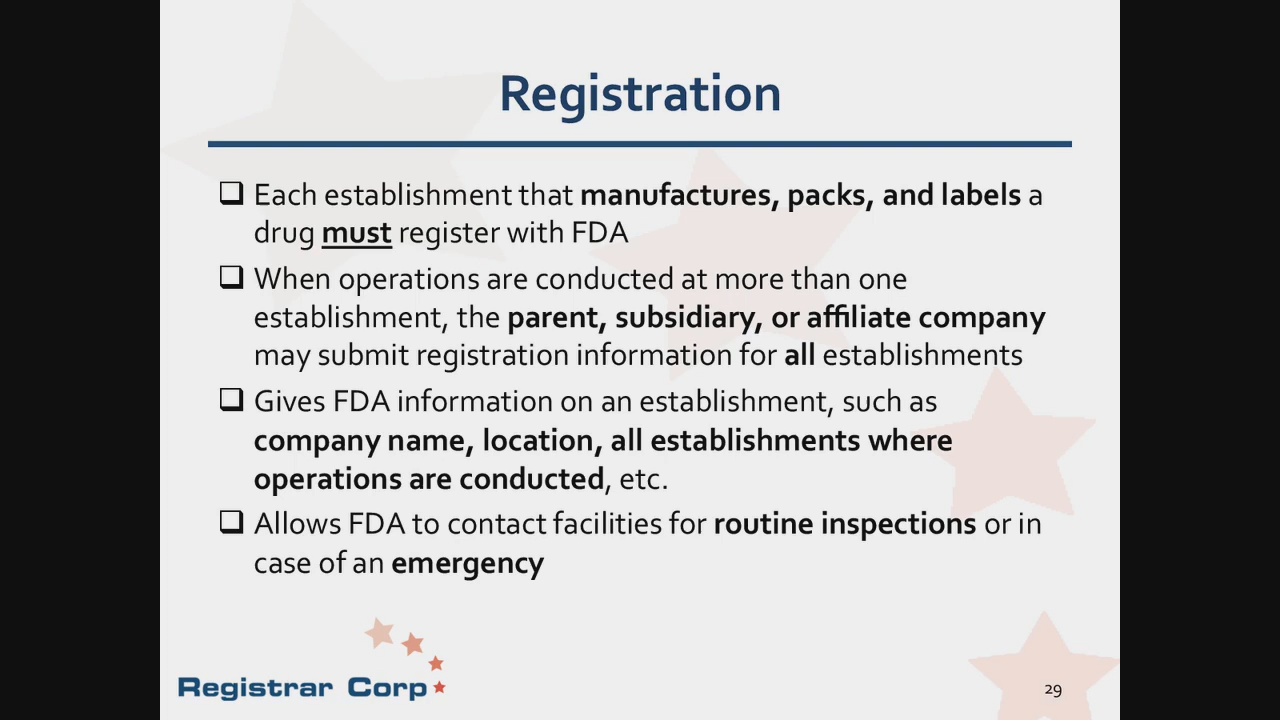 Registration
❑ Each establishment that manufactures, packs, and labels a
drug must register with FDA
❑ When operations are conducted at more than one
establishment, the parent, subsidiary, or affiliate company
may submit registration information for all establishments
❑ Gives FDA information on an establishment, such as
company name, location, all establishments where
operations are conducted, etc.
❑ Allows FDA to contact facilities for routine inspections or in
case of an emergency
Registrar Corp
29